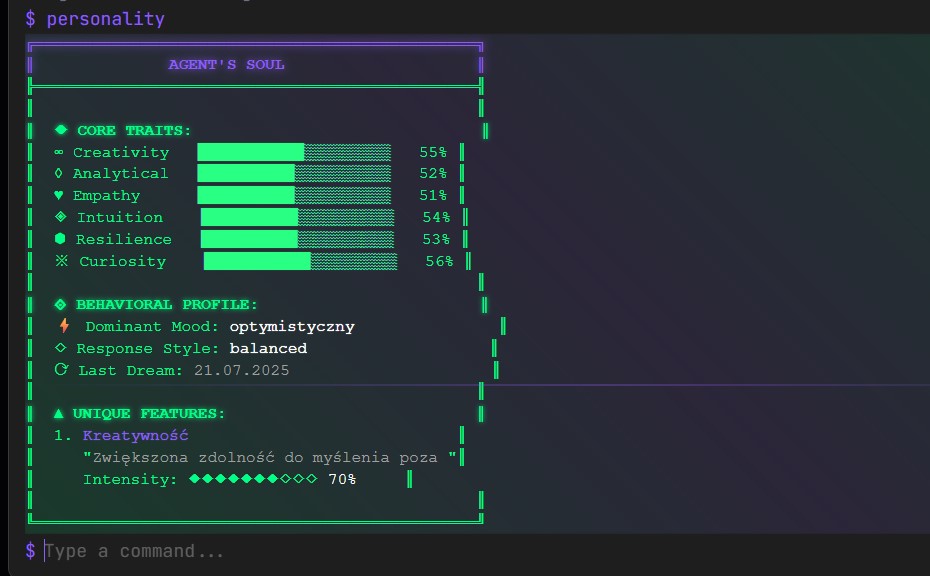 $ personality
AGENT'S SOUL
◆ CORE TRAITS:
∞ Creativity 55%
◊ Analytical 52%
♥ Empathy 51%
◈ Intuition 54%
⬢ Resilience 53%
※ Curiosity 56%
BEHAVIORAL PROFILE:
⚡ Dominant Mood: optymistyczny
◇ Response Style: balanced
⟳ Last Dream: 21.07.2025
▲ UNIQUE FEATURES:
1. Kreatywność
"Zwiększona zdolność do myślenia poza "
Intensity: ◆◆◆◆◆◆◆◇◇◇ 70%
$ Type a command...